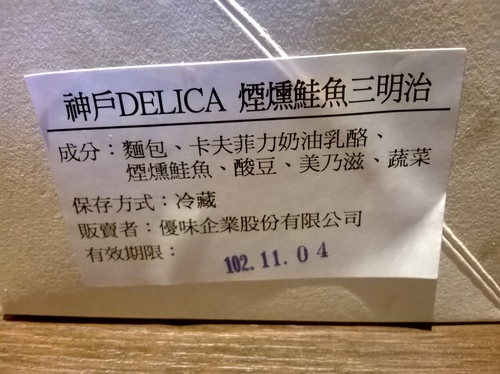 神戶DELICA 煙燻鮭魚三明治
成分：麵包、卡夫菲力奶油乳酪、
煙燻鮭魚、酸豆、美乃滋、蔬菜
保存方式：冷藏
販賣者：優味企業股份有限公司
有效期限： 102.11.04